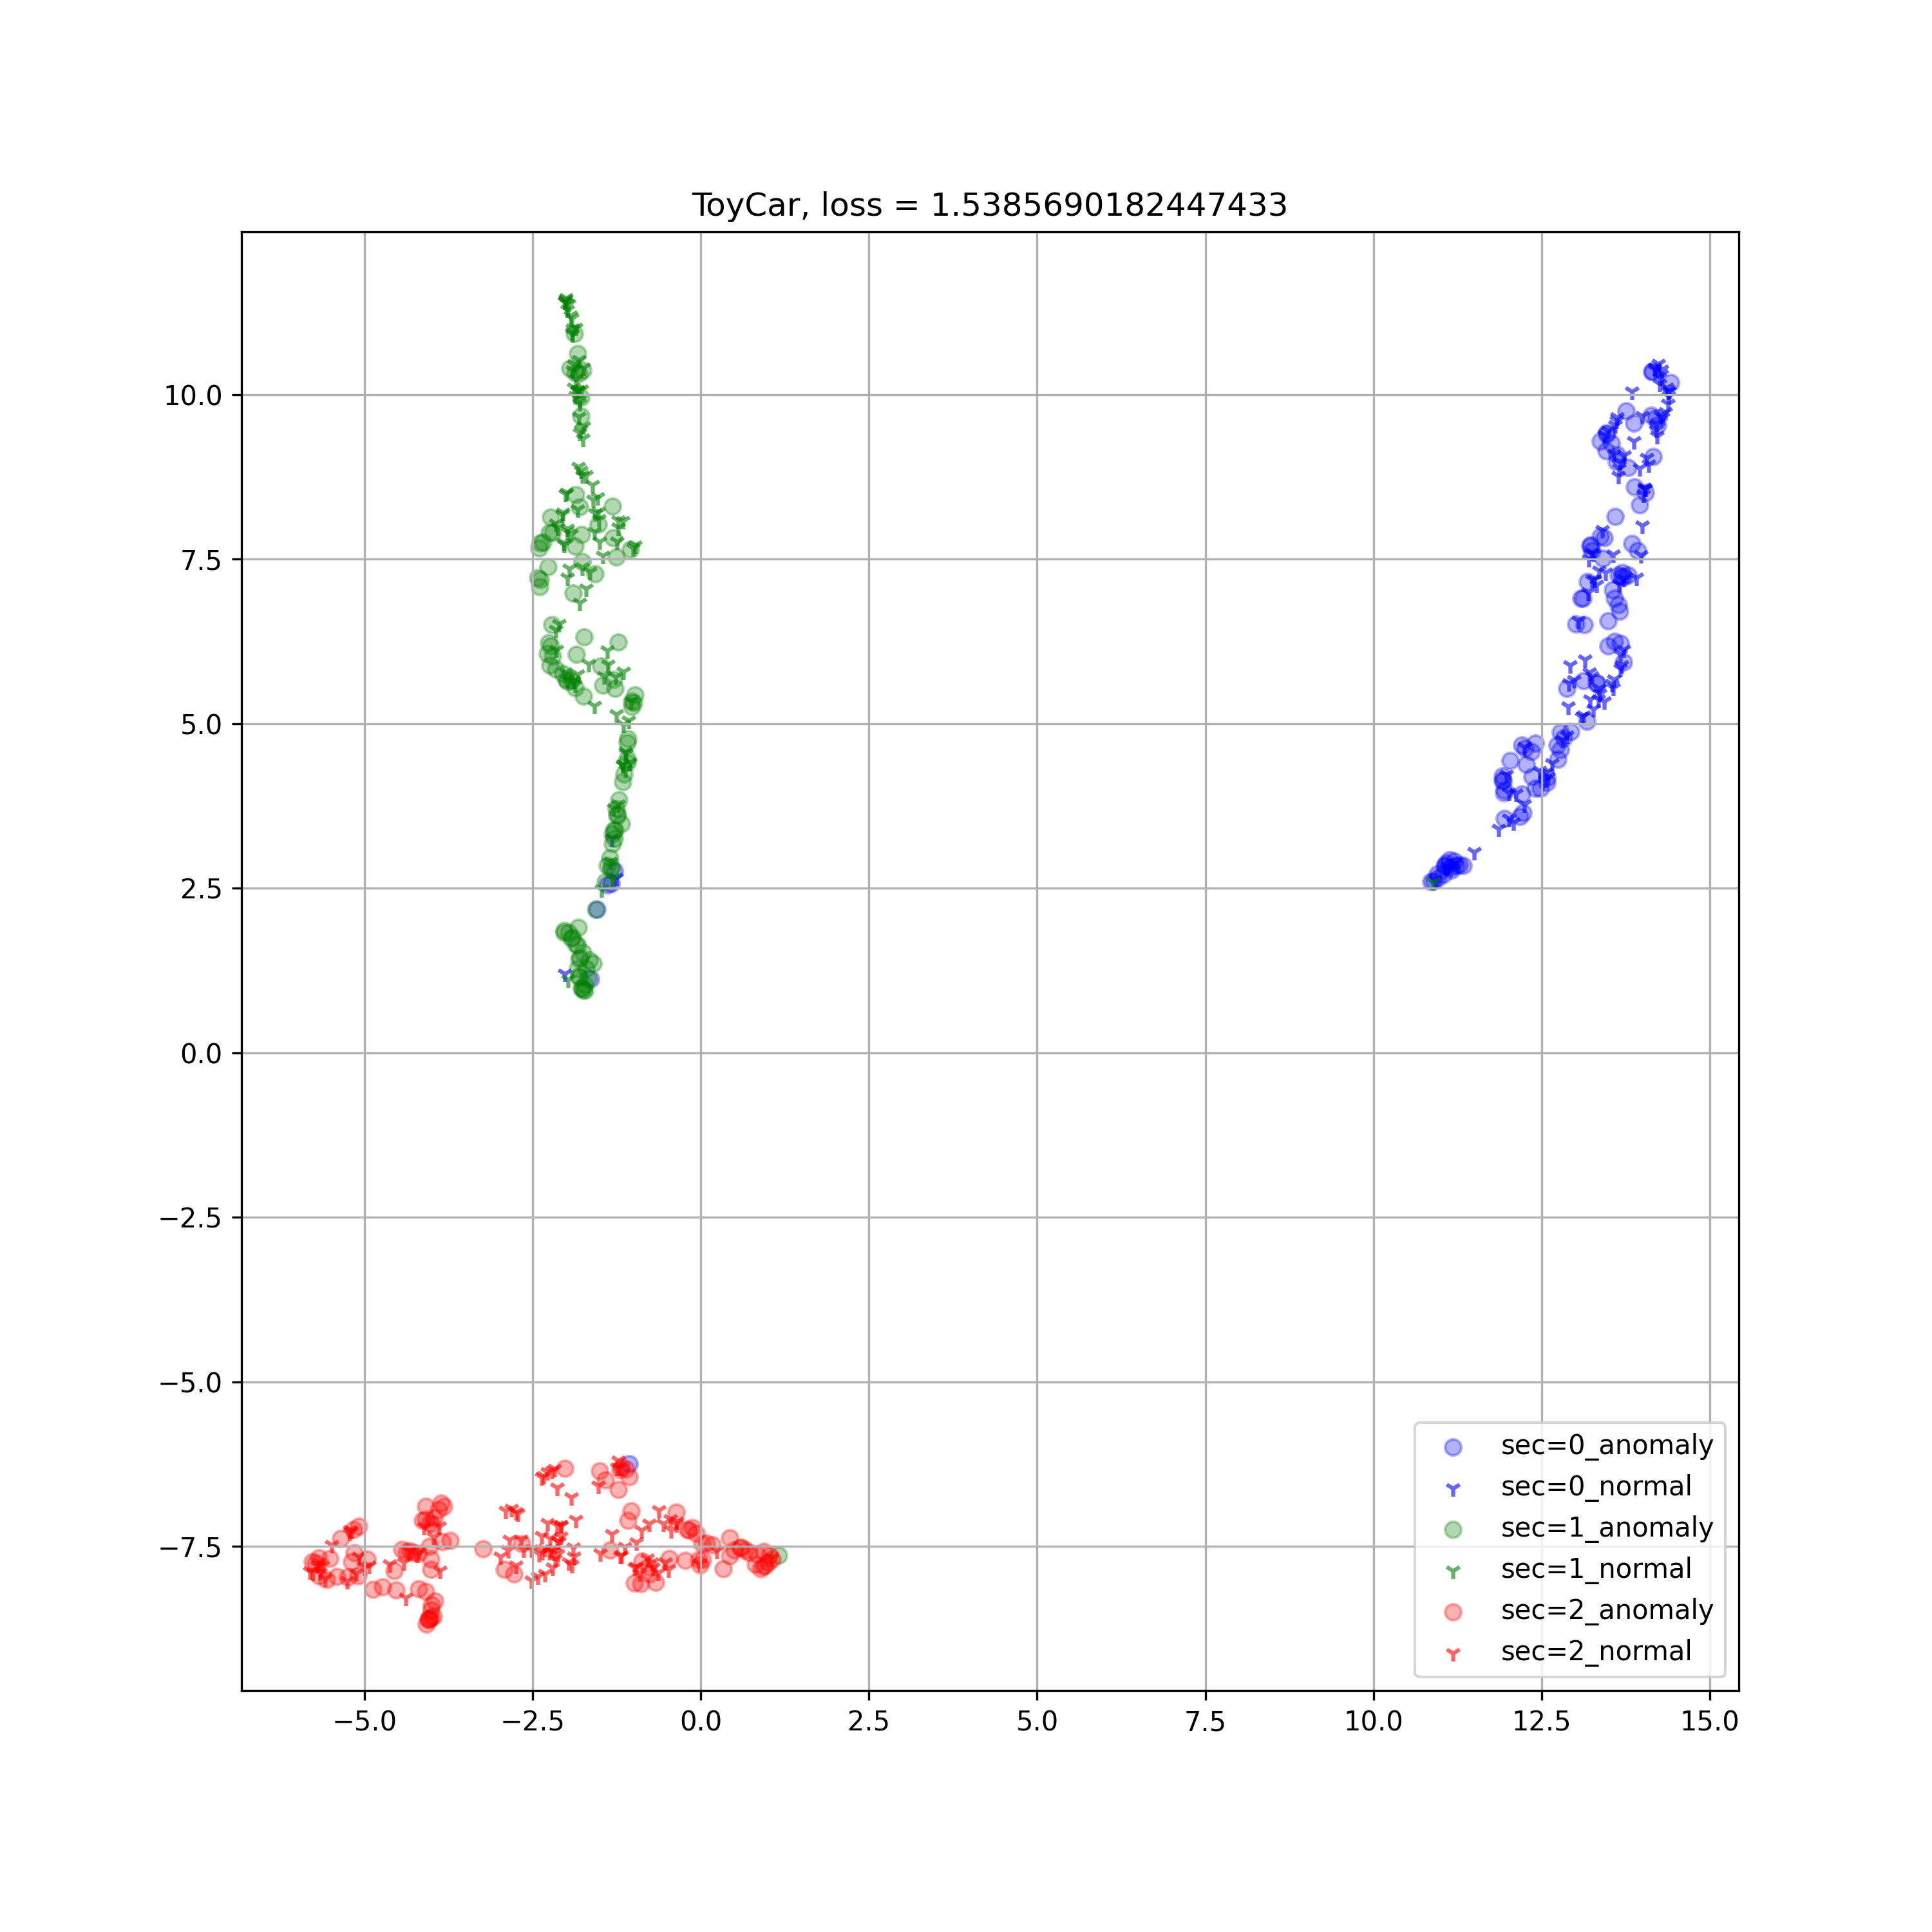 ToyCar, loss = 1.5385690182447433
10.0
7.5
5.0
2.5
0.0
−2.5
−5.0
−7.5
−5.0 −2.5 0.0 2.5 5.0 7.5 10.0 12.5 15.0
sec=0_anomaly
sec=0_normal
sec=1_anomaly
sec=1_normal
sec=2_anomaly
sec=2_normal